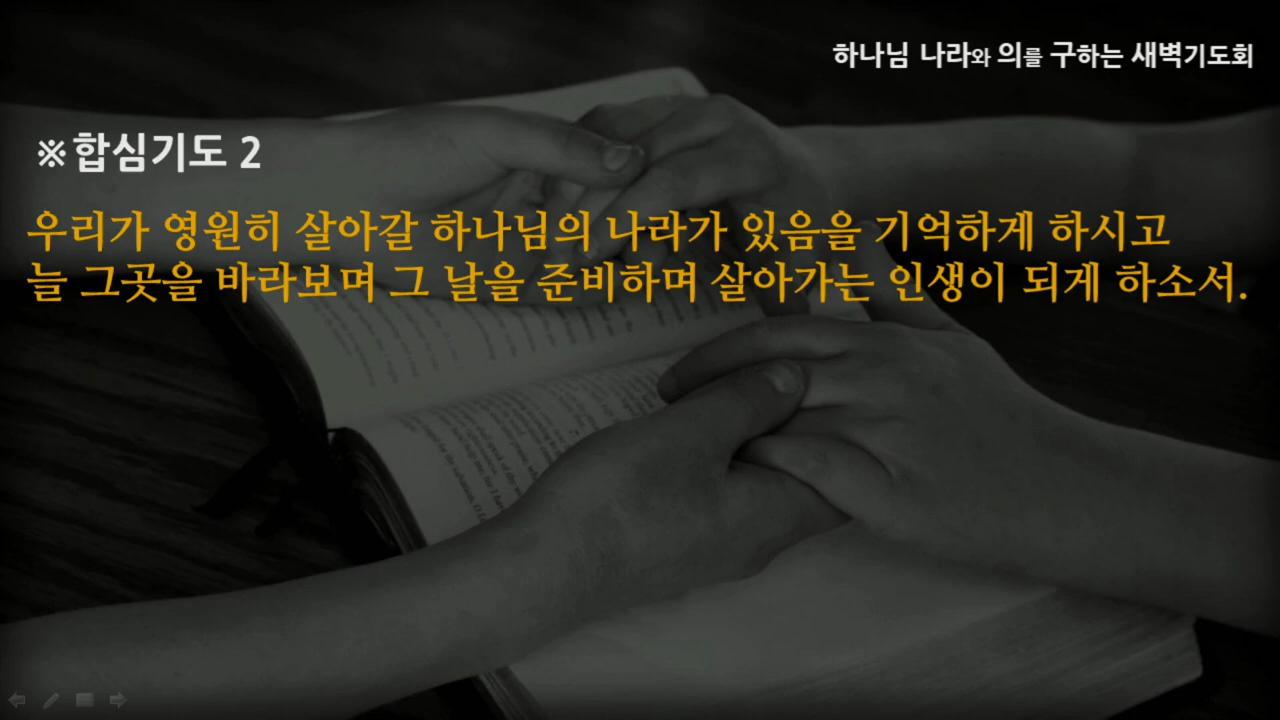 하나님 나라와 의를 구하는 새벽기도회
※합심기도 2
우리가 영원히 살아갈 하나님의 나라가 있음을 기억하게 하시고
늘 그곳을 바라보며 그 날을 준비하며 살아가는 인생이 되게 하소서.